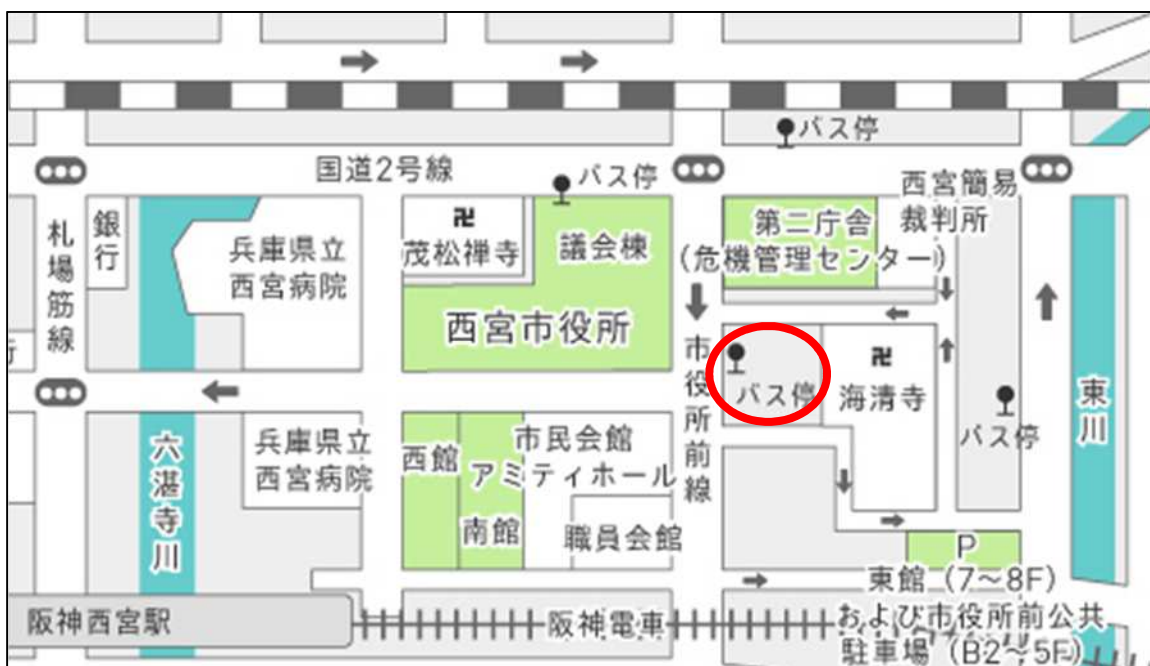 バス停
国道2号線
バス停
西宮簡易
裁判所
札場筋線
銀行
兵庫県立
西宮病院
茂松禅寺
議会棟
第二庁舎
(危機管理センター)
西宮市役所
市役所前線
バス停
海清寺
バス停
東川
六湛寺川
兵庫県立
西宮病院
西館
南館
市民会館
アミティホール
職員会館
P
東館 (7～8F)
および市役所前公共
駐車場 (B2～5F)
阪神西宮駅
阪神電車